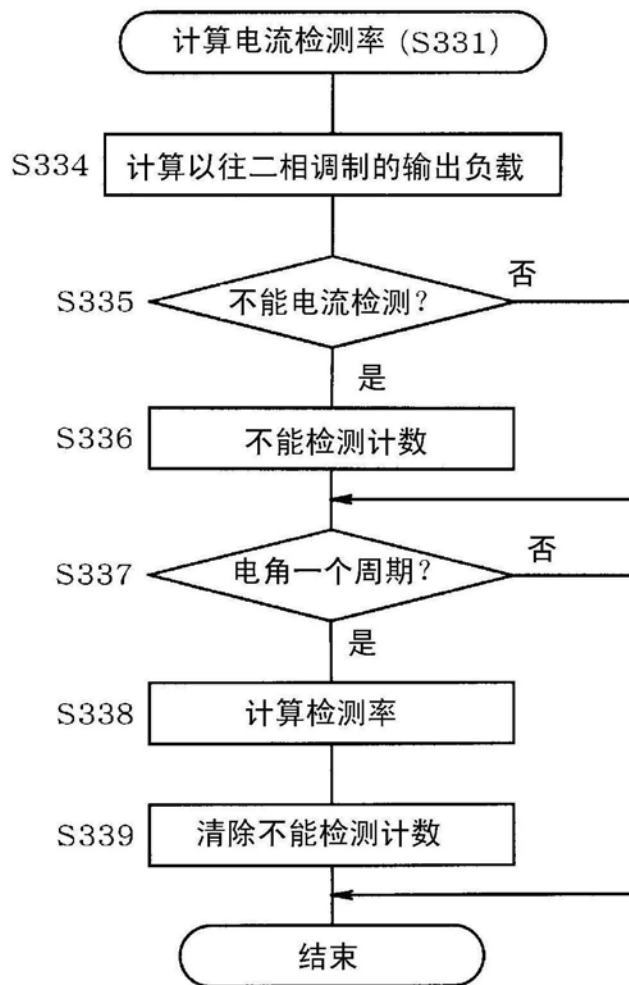 计算电流检测率 (S331)
S334 计算以往二相调制的输出负载
否
S335 不能电流检测？
是
S336 不能检测计数
否
S337 电角一个周期？
是
S338 计算检测率
S339 清除不能检测计数
结束